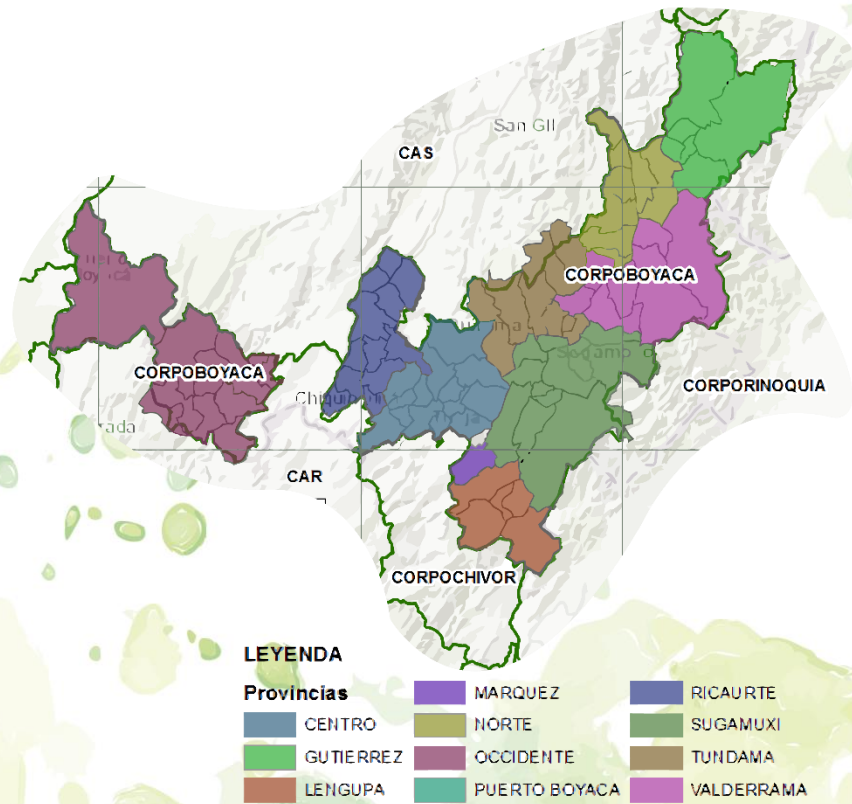 San Gil
CAS
CORPOBOYACA
CORPOBOYACA
CORPORINOQUIA
CAR
CORPOCHIVOR
LEYENDA
Provincias
CENTRO
GUTIERREZ
LENGUPA
MARQUEZ
NORTE
OCCIDENTE
PUERTO BOYACA
RICAURTE
SUGAMUXI
TUNDAMA
VALDERRAMA